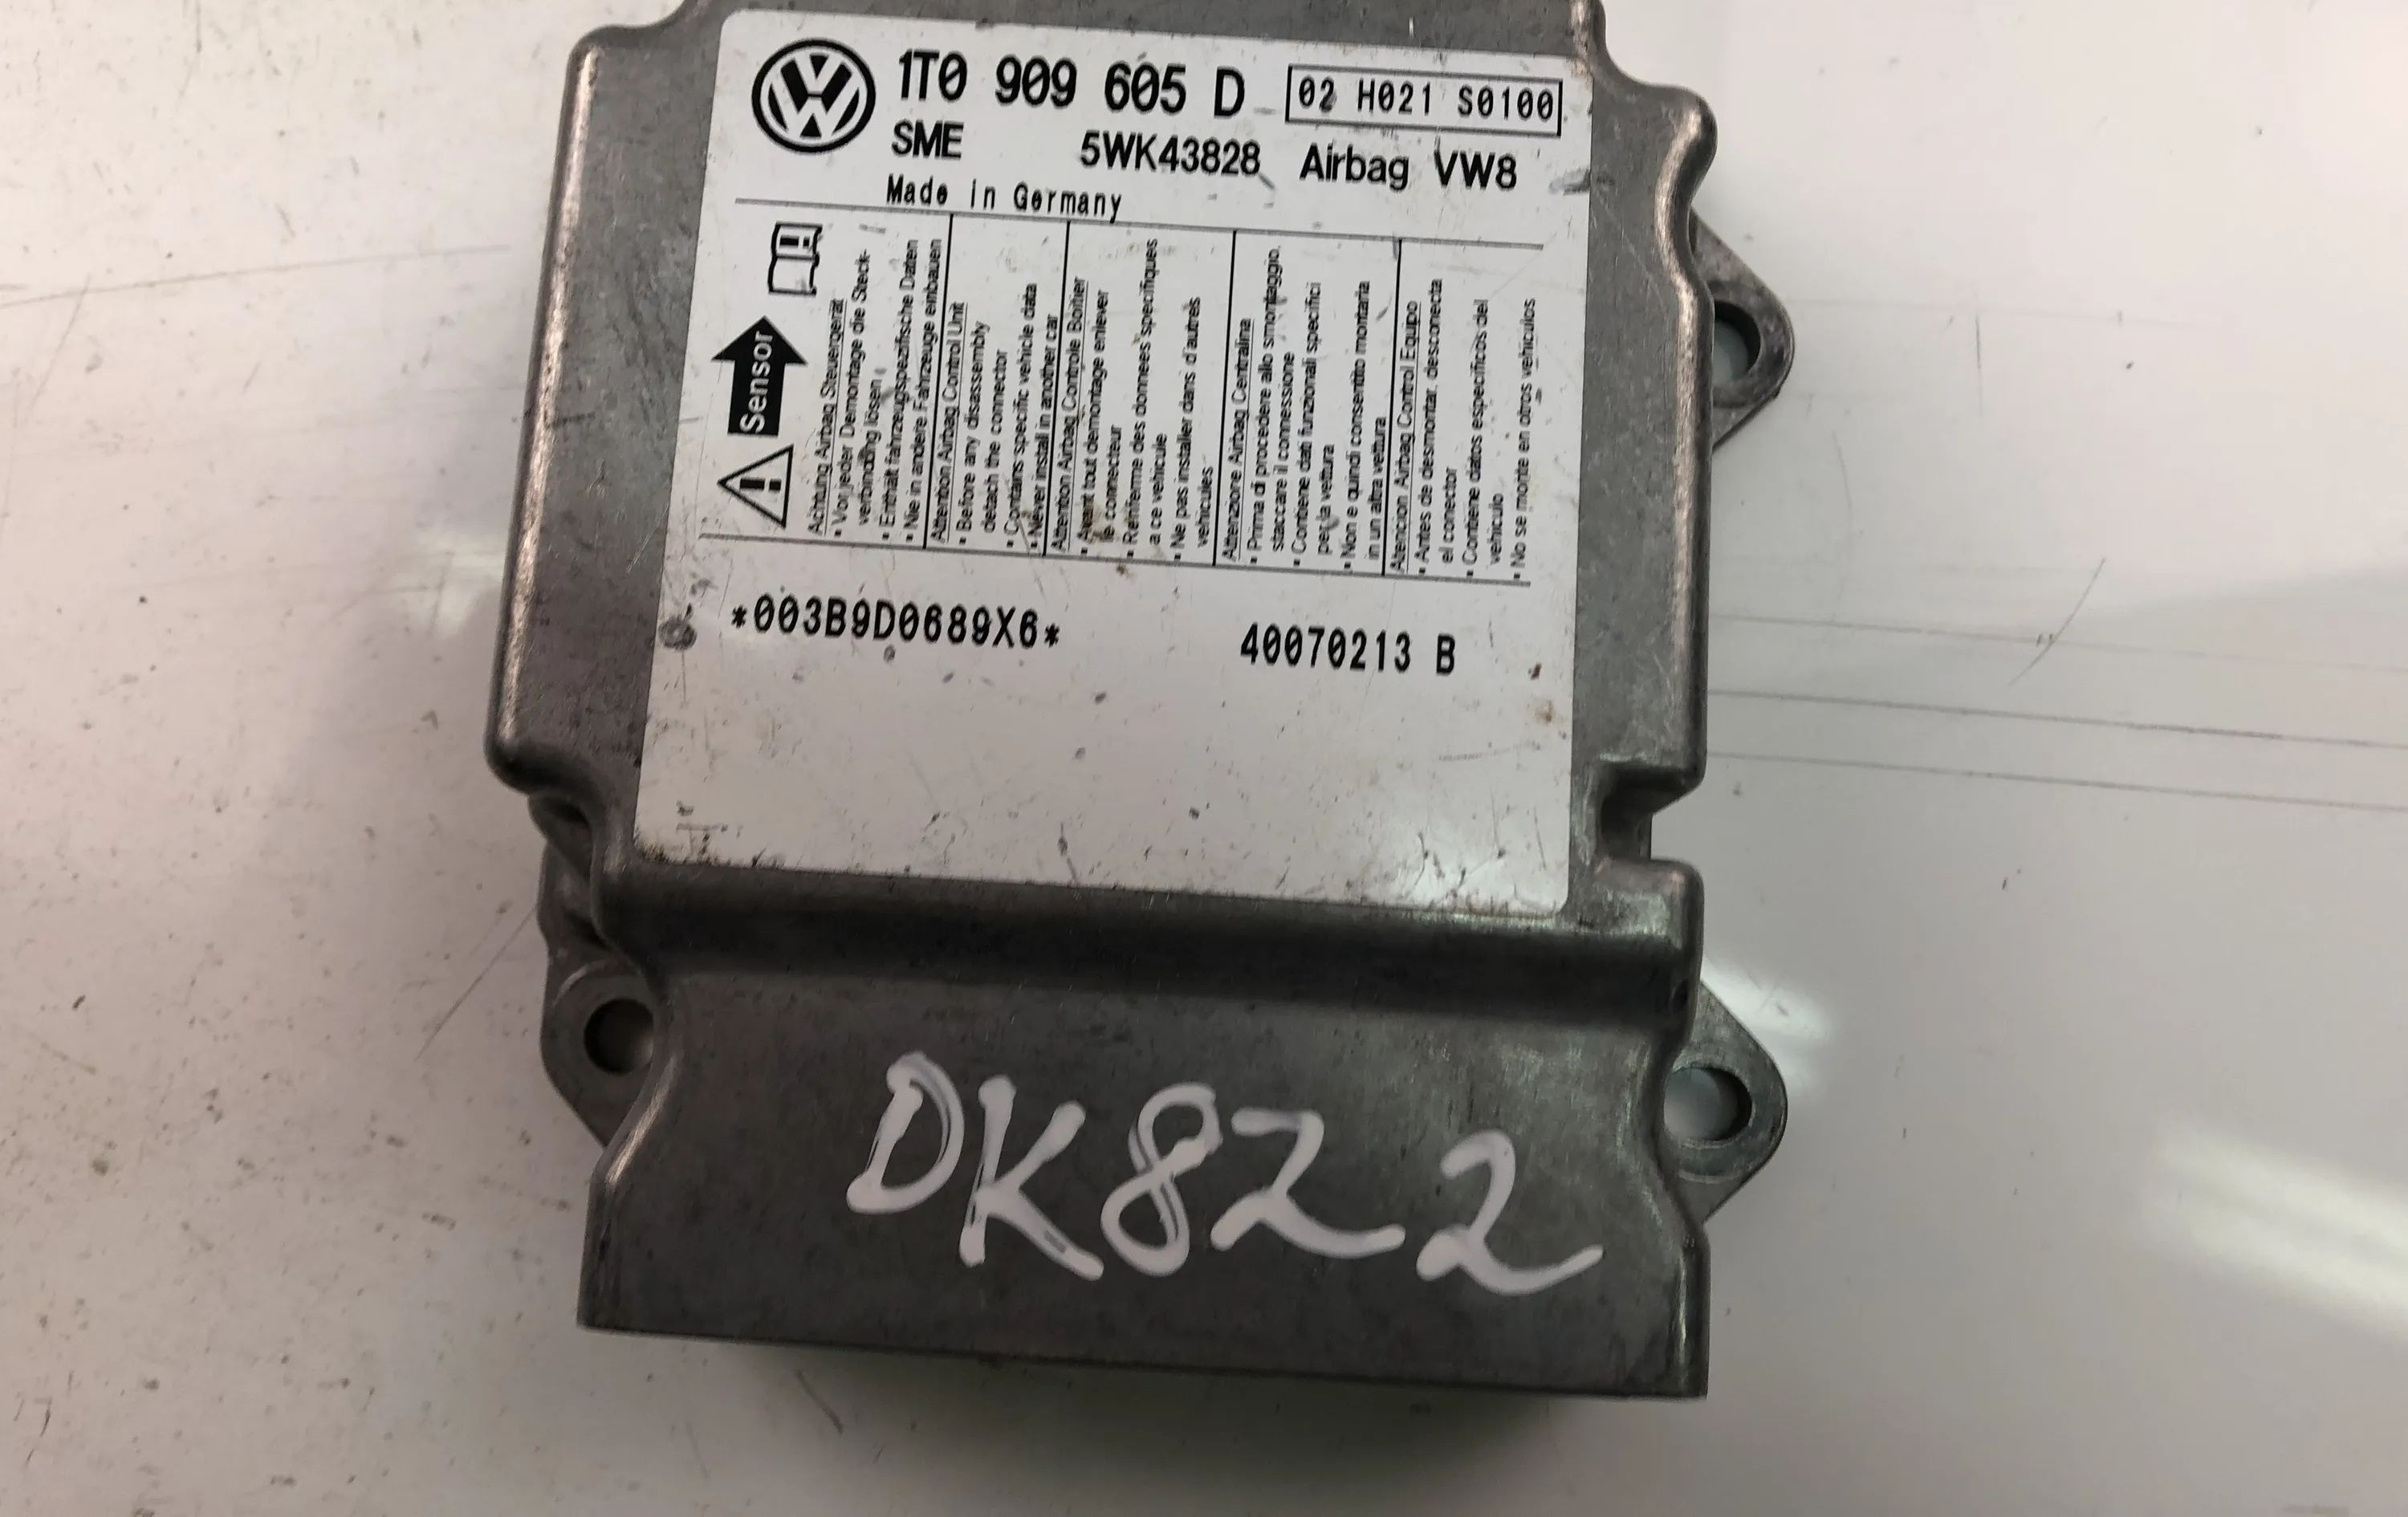 1T0 909 605 D 02 H021 S0100
SME 5WK43828 Airbag VW8
Made in Germany
Sensor
Achtung Airbag Steuergerät
• Vor jeder Demontage die Steck-
verbindung lösen
• Enthält fahrzeugspezifische Daten
• Nie in andere Fahrzeuge einbauen
Attention Airbag Control Unit
• Before any disassembly
detach the connector
• Contains specific vehicle data
• Never install in another car
Attention Airbag Controle Boitier
• Avant tout demontage enlever
le connecteur
• Renferme des donnees specifiques
a ce vehicule
• Ne pas installer dans d'autres
vehicules
Attenzione Airbag Centralina
• Prima di procedere allo smontaggio.
staccare il connessione
• Contiene dati funzionali specifici
per la vettura
• Non e quindi consentito montarla
in un altra vettura
Atencion Airbag Control Equipo
• Antes de desmontar. desconecta
el conector
• Contiene datos especificos del
vehiculo
• No se monte en otros vehiculos
*003B9D0689X6* 40070213 B
DK822